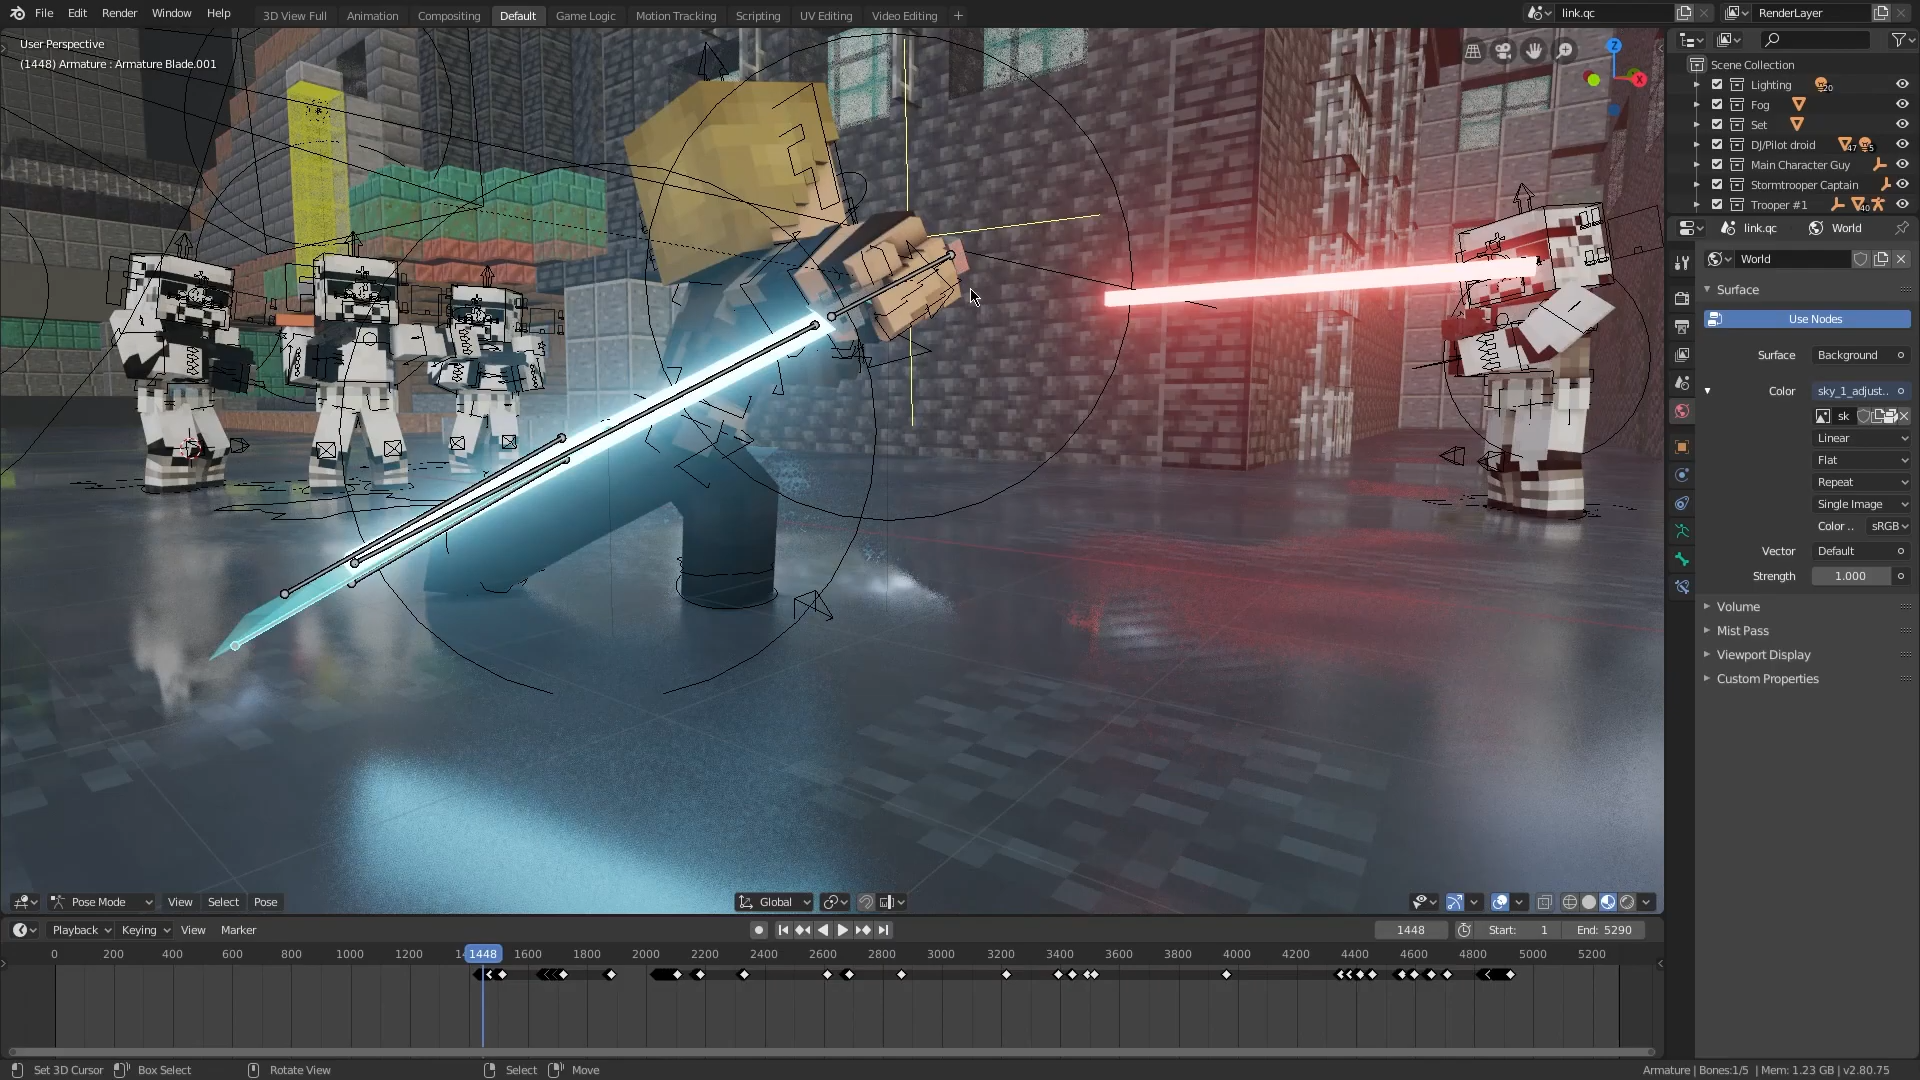 File Edit Render Window Help
3D View Full Animation Compositing Default Game Logic Motion Tracking Scripting UV Editing Video Editing +
link.qc RenderLayer
User Perspective
(1448) Armature : Armature Blade.001
Z
X
Scene Collection
Lighting 20
Fog
Set
DJ/Pilot droid 47 5
Main Character Guy
Stormtrooper Captain
Trooper #1 40
link.qc World
World
Surface
Use Nodes
Surface Background
Color sky_1_adjust..
sk
Linear
Flat
Repeat
Single Image
Color .. sRGB
Vector Default
Strength 1.000
Volume
Mist Pass
Viewport Display
Custom Properties
Pose Mode View Select Pose
Global
Playback Keying View Marker
1448 Start: 1 End: 5290
0 200 400 600 800 1000 1200 1448 1600 1800 2000 2200 2400 2600 2800 3000 3200 3400 3600 3800 4000 4200 4400 4600 4800 5000 5200
Set 3D Cursor Box Select Rotate View Select Move
Armature | Bones:1/5 | Mem: 1.23 GB | v2.80.75